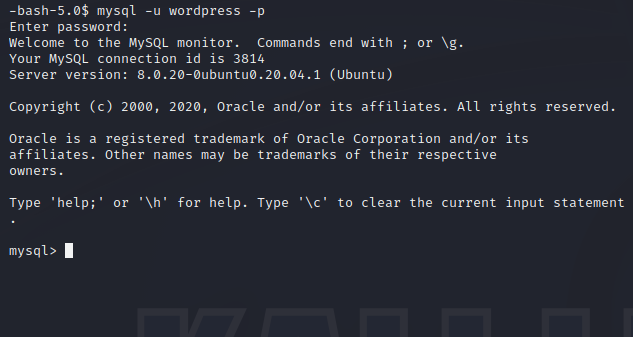 -bash-5.0$ mysql -u wordpress -p
Enter password:
Welcome to the MySQL monitor.  Commands end with ; or \g.
Your MySQL connection id is 3814
Server version: 8.0.20-0ubuntu0.20.04.1 (Ubuntu)

Copyright (c) 2000, 2020, Oracle and/or its affiliates. All rights reserved.

Oracle is a registered trademark of Oracle Corporation and/or its
affiliates. Other names may be trademarks of their respective
owners.

Type 'help;' or '\h' for help. Type '\c' to clear the current input statement
.

mysql>